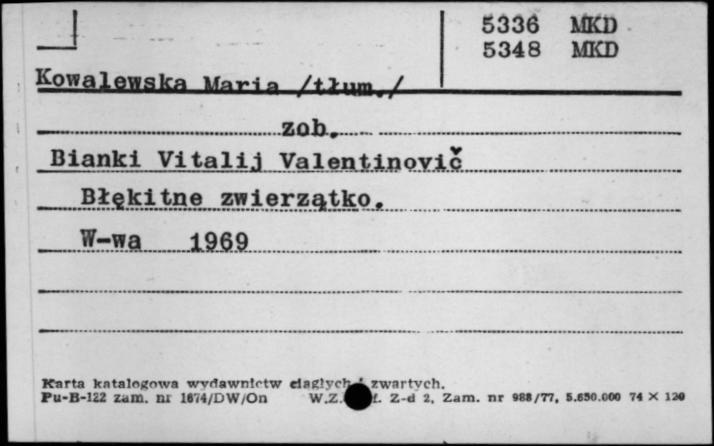 5336 MKD
5348 MKD
Kowalewska Maria /tłum./
zob.
Bianki Vitalij Valentinovič
Błękitne zwierzątko.
W-wa 1969
Karta katalogowa wydawnictw ciągłych i zwartych.
Pu-B-122 zam. nr 1674/DW/On W.Z. Z-d 2, Zam. nr 988/77, 5.650.000 74 × 120